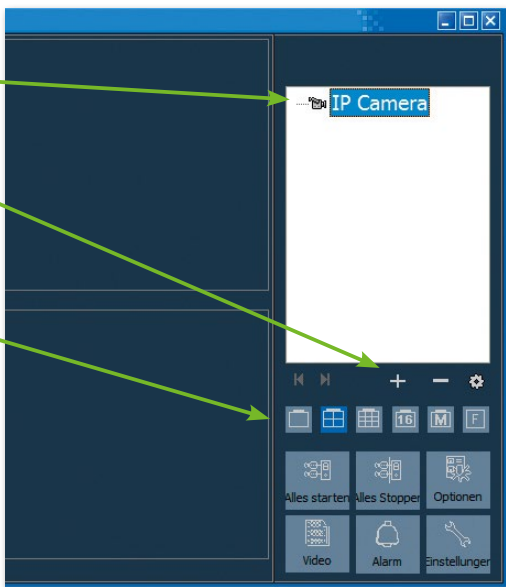 IP Camera
16 M F
Alles starten Alles Stoppen Optionen
Video Alarm Einstellungen